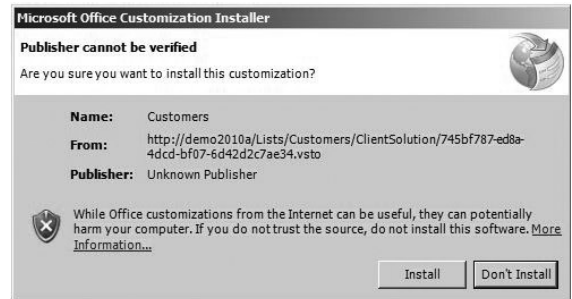 Microsoft Office Customization Installer
Publisher cannot be verified
Are you sure you want to install this customization?
Name: Customers
From: http://demo2010a/Lists/Customers/ClientSolution/745bf787-ed8a-
4dcd-bf07-6d42d2c7ae34.vsto
Publisher: Unknown Publisher
While Office customizations from the Internet can be useful, they can potentially
harm your computer. If you do not trust the source, do not install this software. More
Information...
Install Don't Install